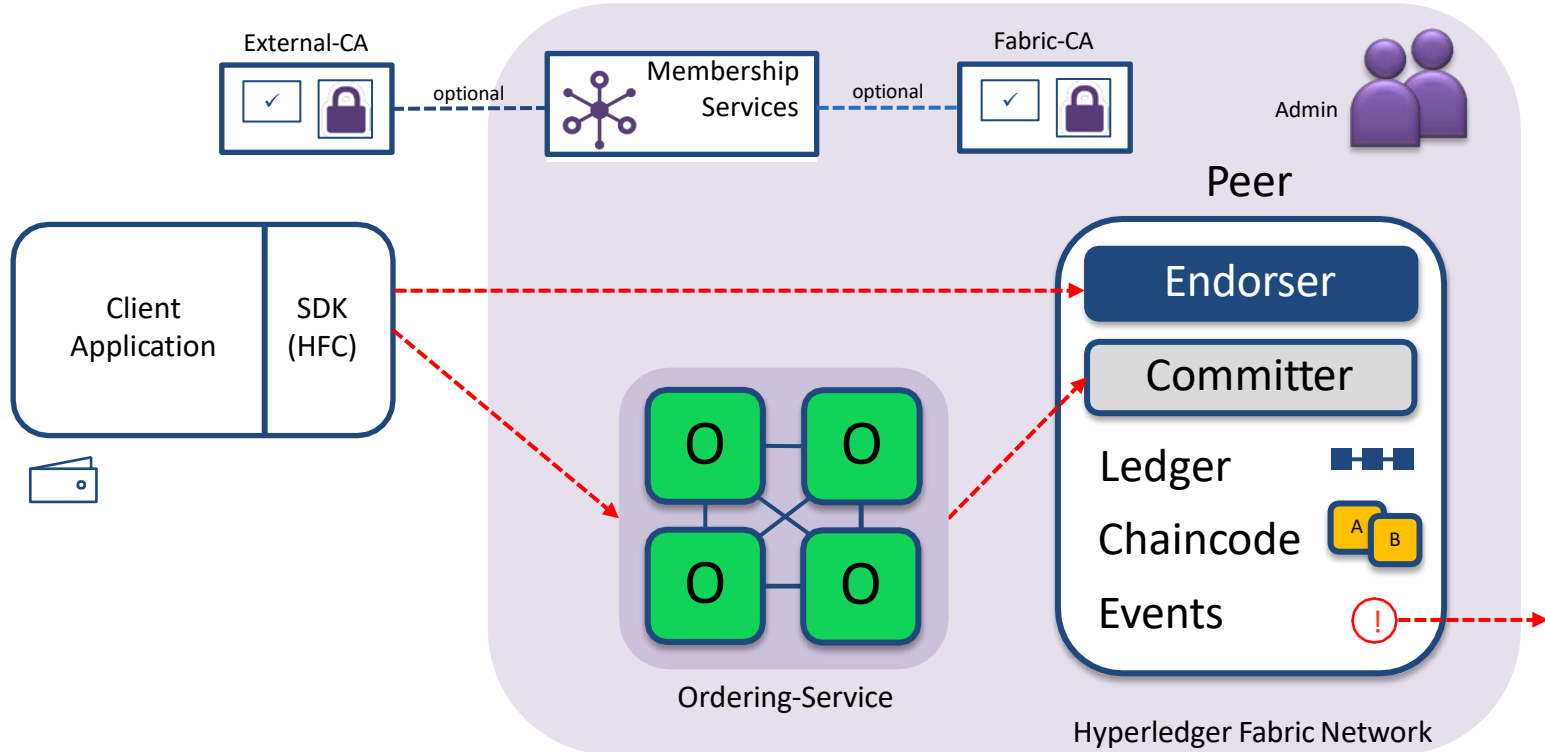 External-CA
Fabric-CA
optional
Membership
Services
optional
✓
✓
Admin
Peer
Client
Application
SDK
(HFC)
Endorser
Committer
O
O
O
O
Ledger
Chaincode
A
B
Events
!
Ordering-Service
Hyperledger Fabric Network